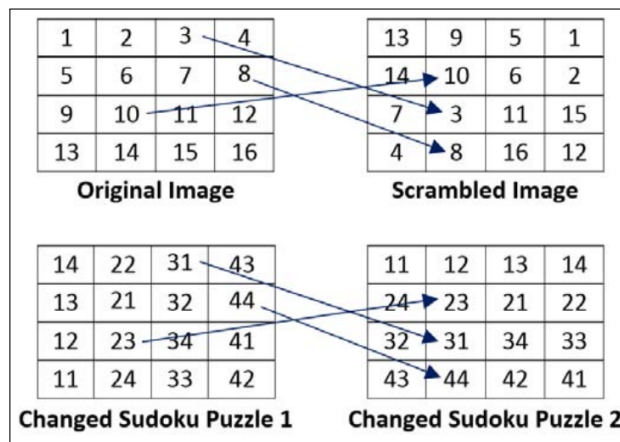 1 2 3 4 13 9 5 1
5 6 7 8 14 10 6 2
9 10 11 12 7 3 11 15
13 14 15 16 4 8 16 12
Original Image Scrambled Image
14 22 31 43 11 12 13 14
13 21 32 44 24 23 21 22
12 23 34 41 32 31 34 33
11 24 33 42 43 44 42 41
Changed Sudoku Puzzle 1 Changed Sudoku Puzzle 2